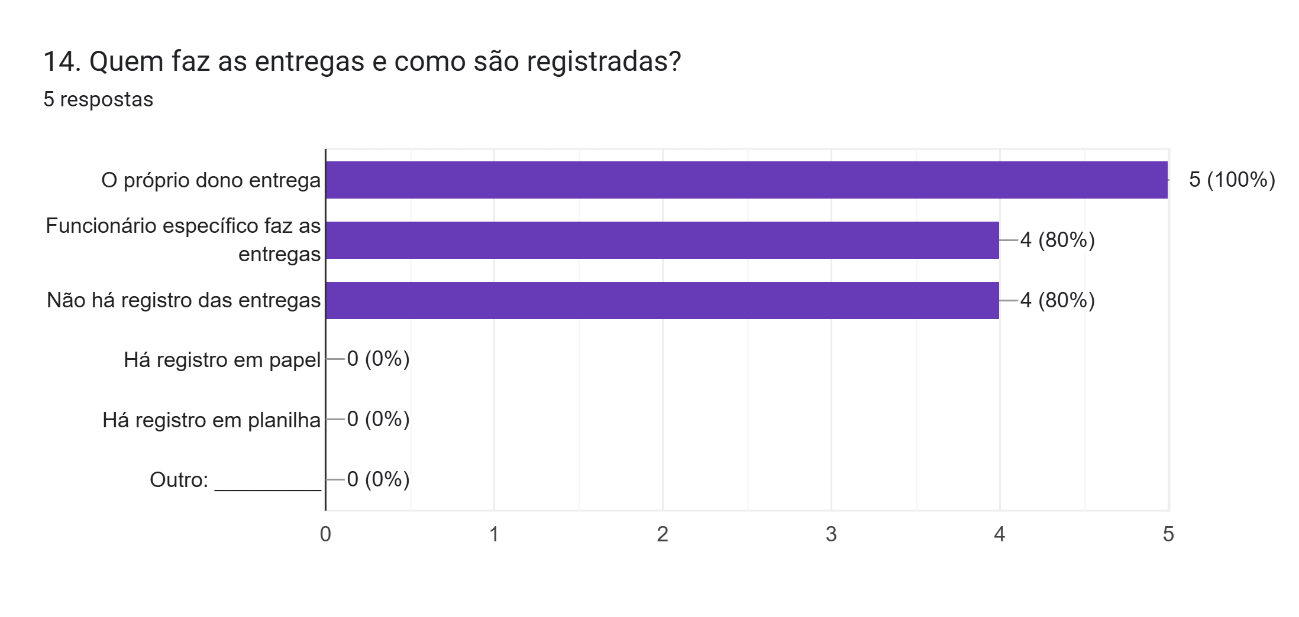 14. Quem faz as entregas e como são registradas?
5 respostas
O próprio dono entrega
5 (100%)
Funcionário específico faz as
entregas
4 (80%)
Não há registro das entregas
4 (80%)
Há registro em papel
0 (0%)
Há registro em planilha
0 (0%)
Outro: __________
0 (0%)
0 1 2 3 4 5